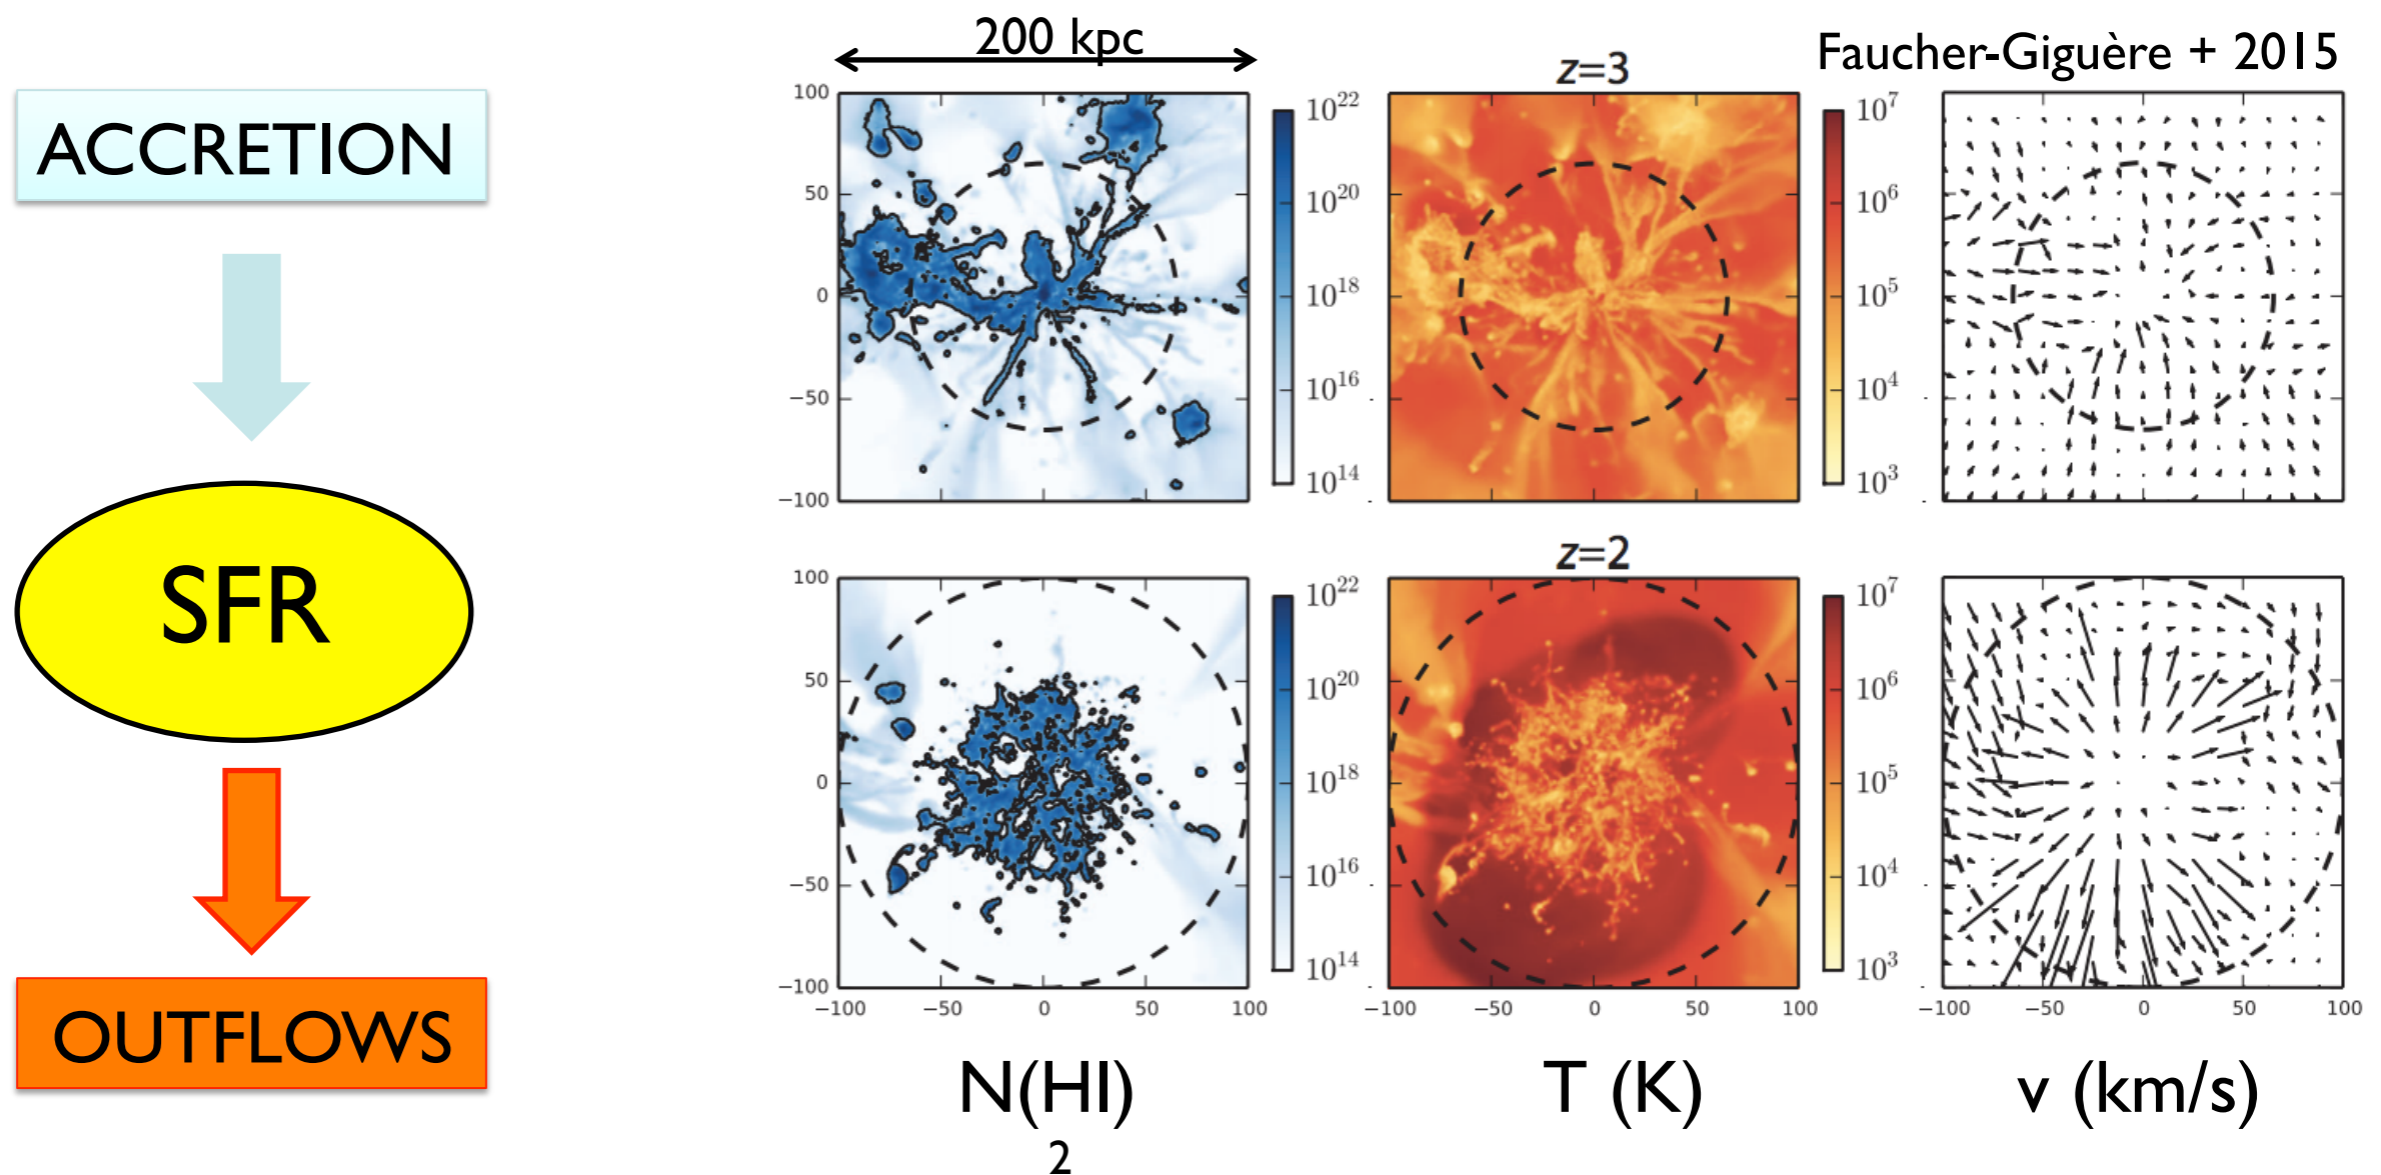 ACCRETION
SFR
OUTFLOWS
200 kpc
z=3
Faucher-Giguère + 2015
100
50
0
−50
−100
10^22
10^20
10^18
10^16
10^14
10^7
10^6
10^5
10^4
10^3
z=2
100
50
0
−50
−100
10^22
10^20
10^18
10^16
10^14
10^7
10^6
10^5
10^4
10^3
−100 −50 0 50 100
−100 −50 0 50 100
−100 −50 0 50 100
N(HI)
T (K)
v (km/s)
2